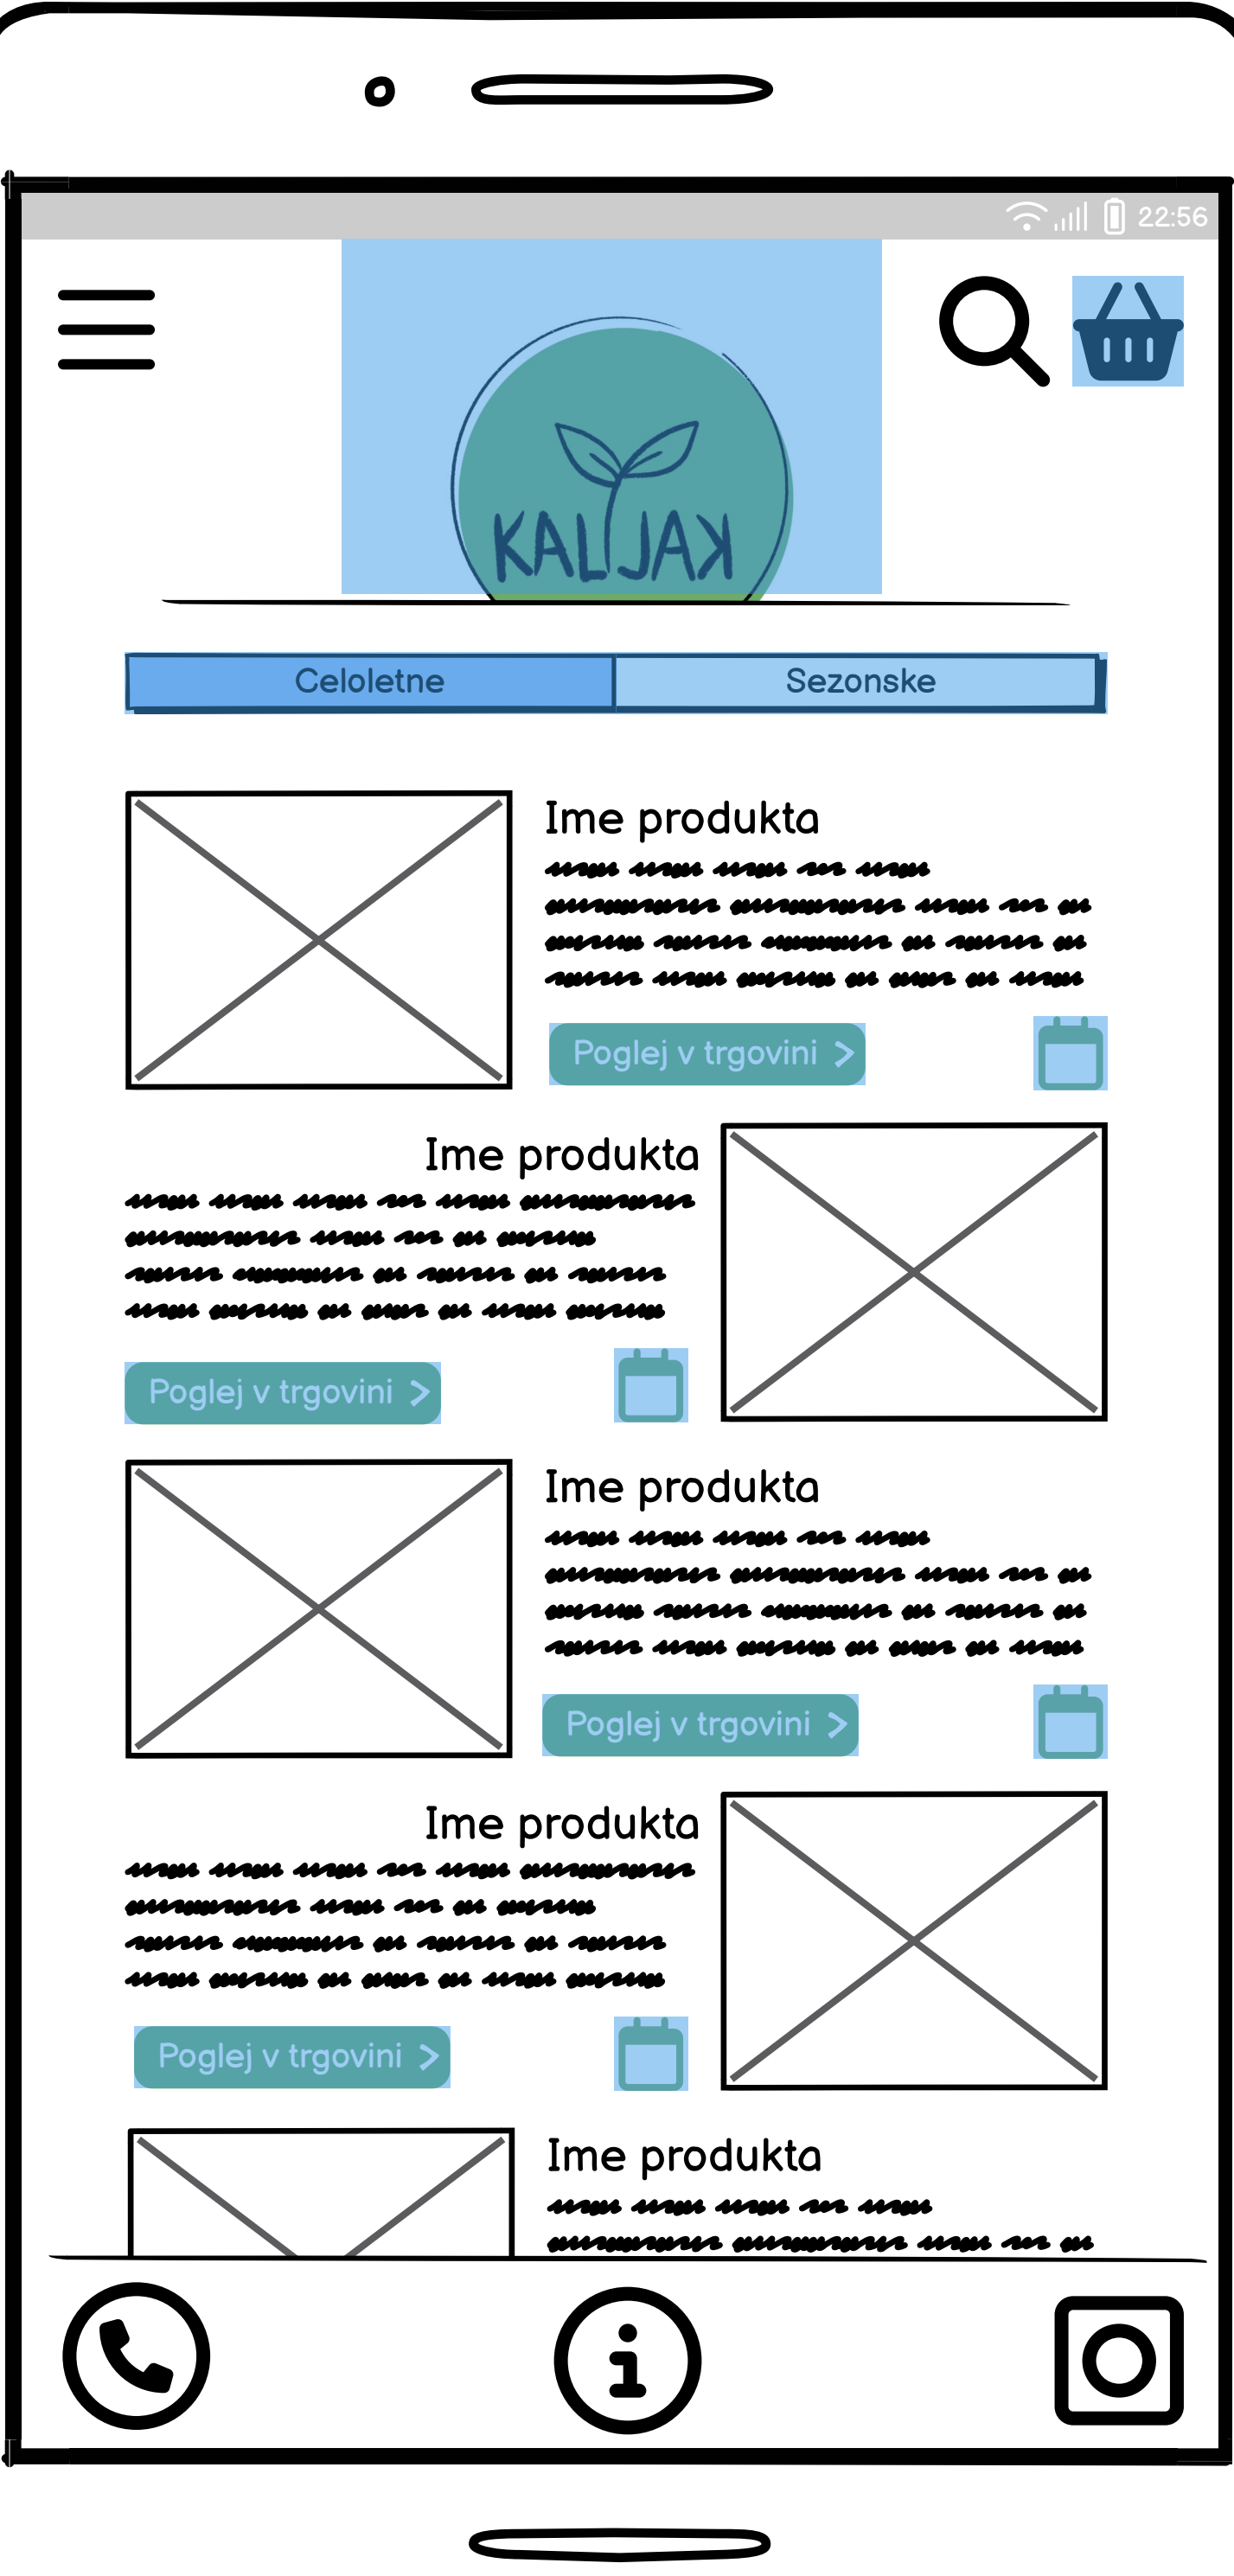 22:56
KALIJAK
Celoletne Sezonske
Ime produkta
Poglej v trgovini >
Ime produkta
Poglej v trgovini >
Ime produkta
Poglej v trgovini >
Ime produkta
Poglej v trgovini >
Ime produkta